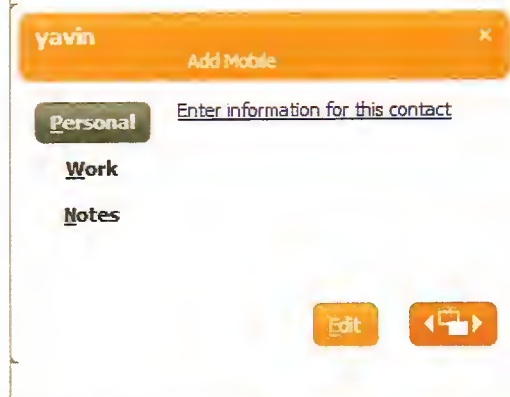 yavin
Add Mobile
Personal
Enter information for this contact
Work
Notes
Edit